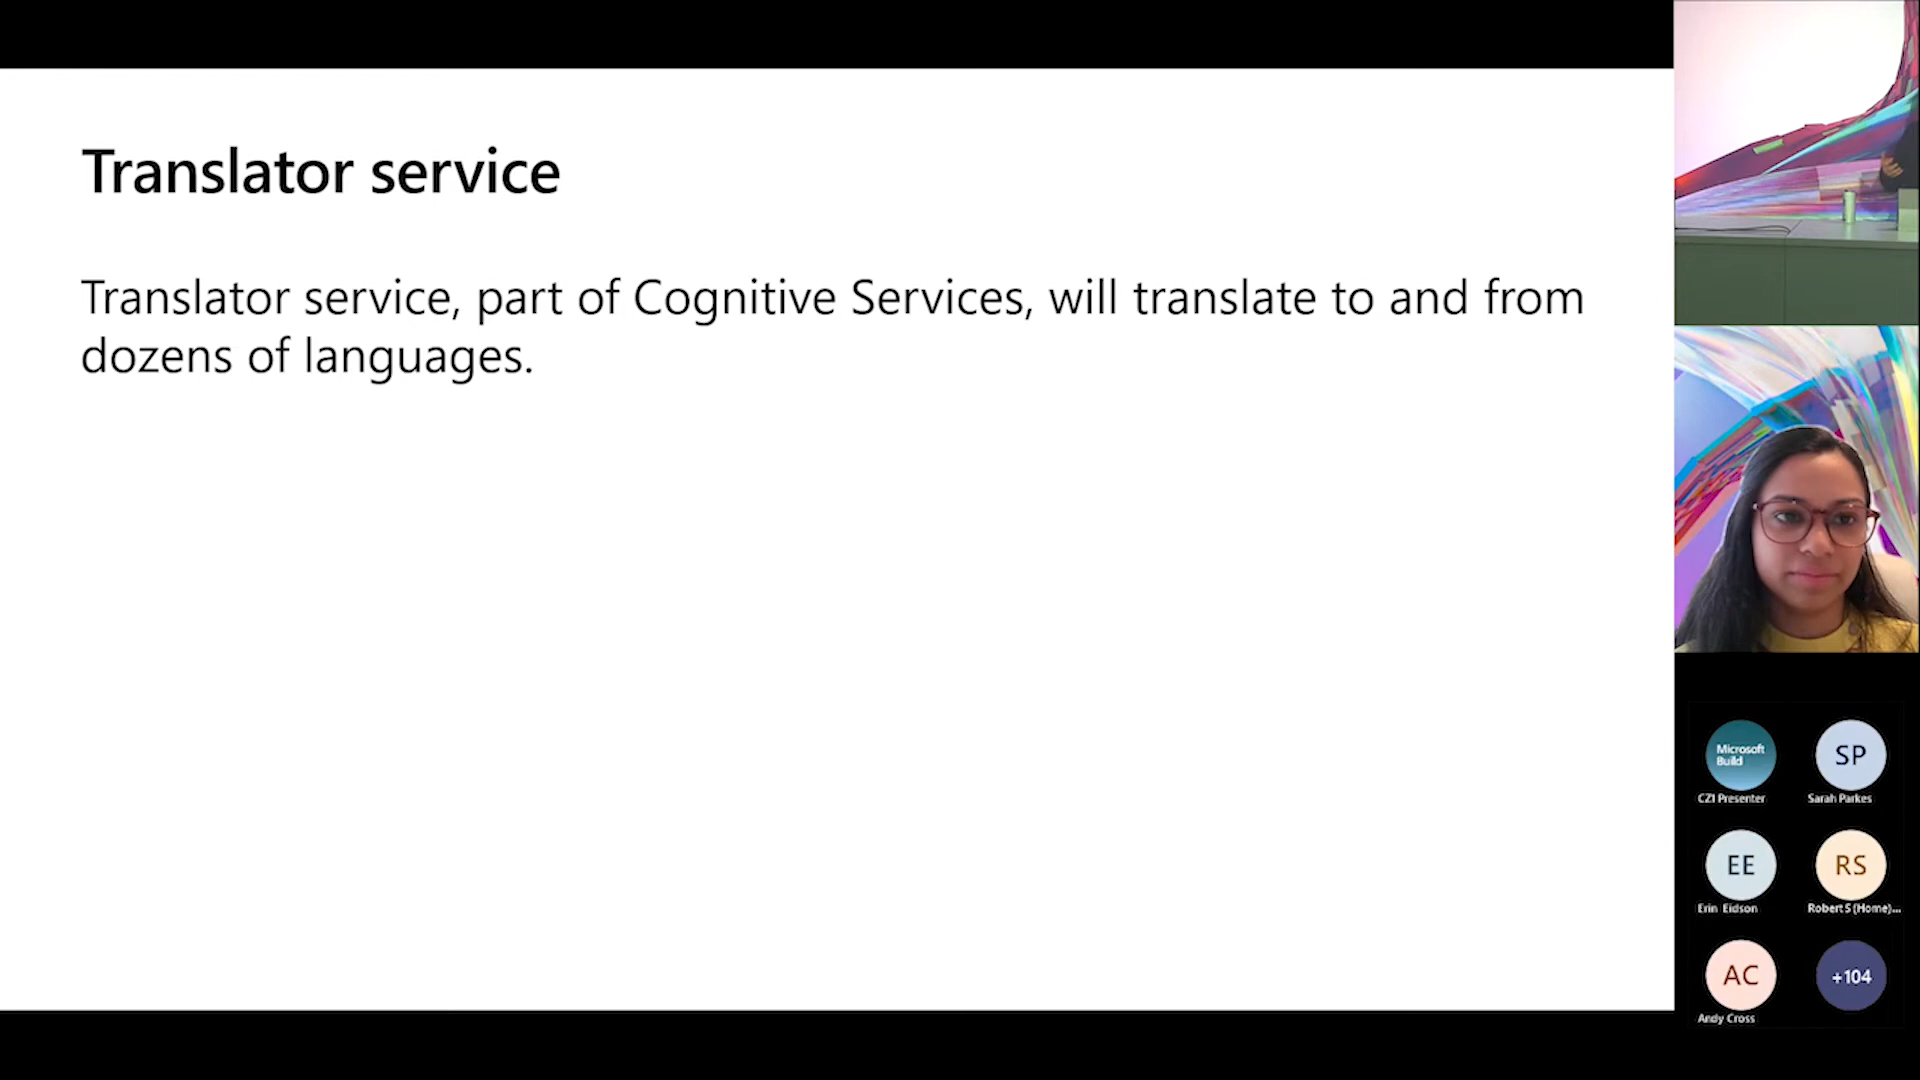 Translator service
Translator service, part of Cognitive Services, will translate to and from
dozens of languages.
Microsoft
Build
CZI Presenter
SP
Sarah Parkes
EE
Erin Eidson
RS
Robert S (Home)...
AC
Andy Cross
+104